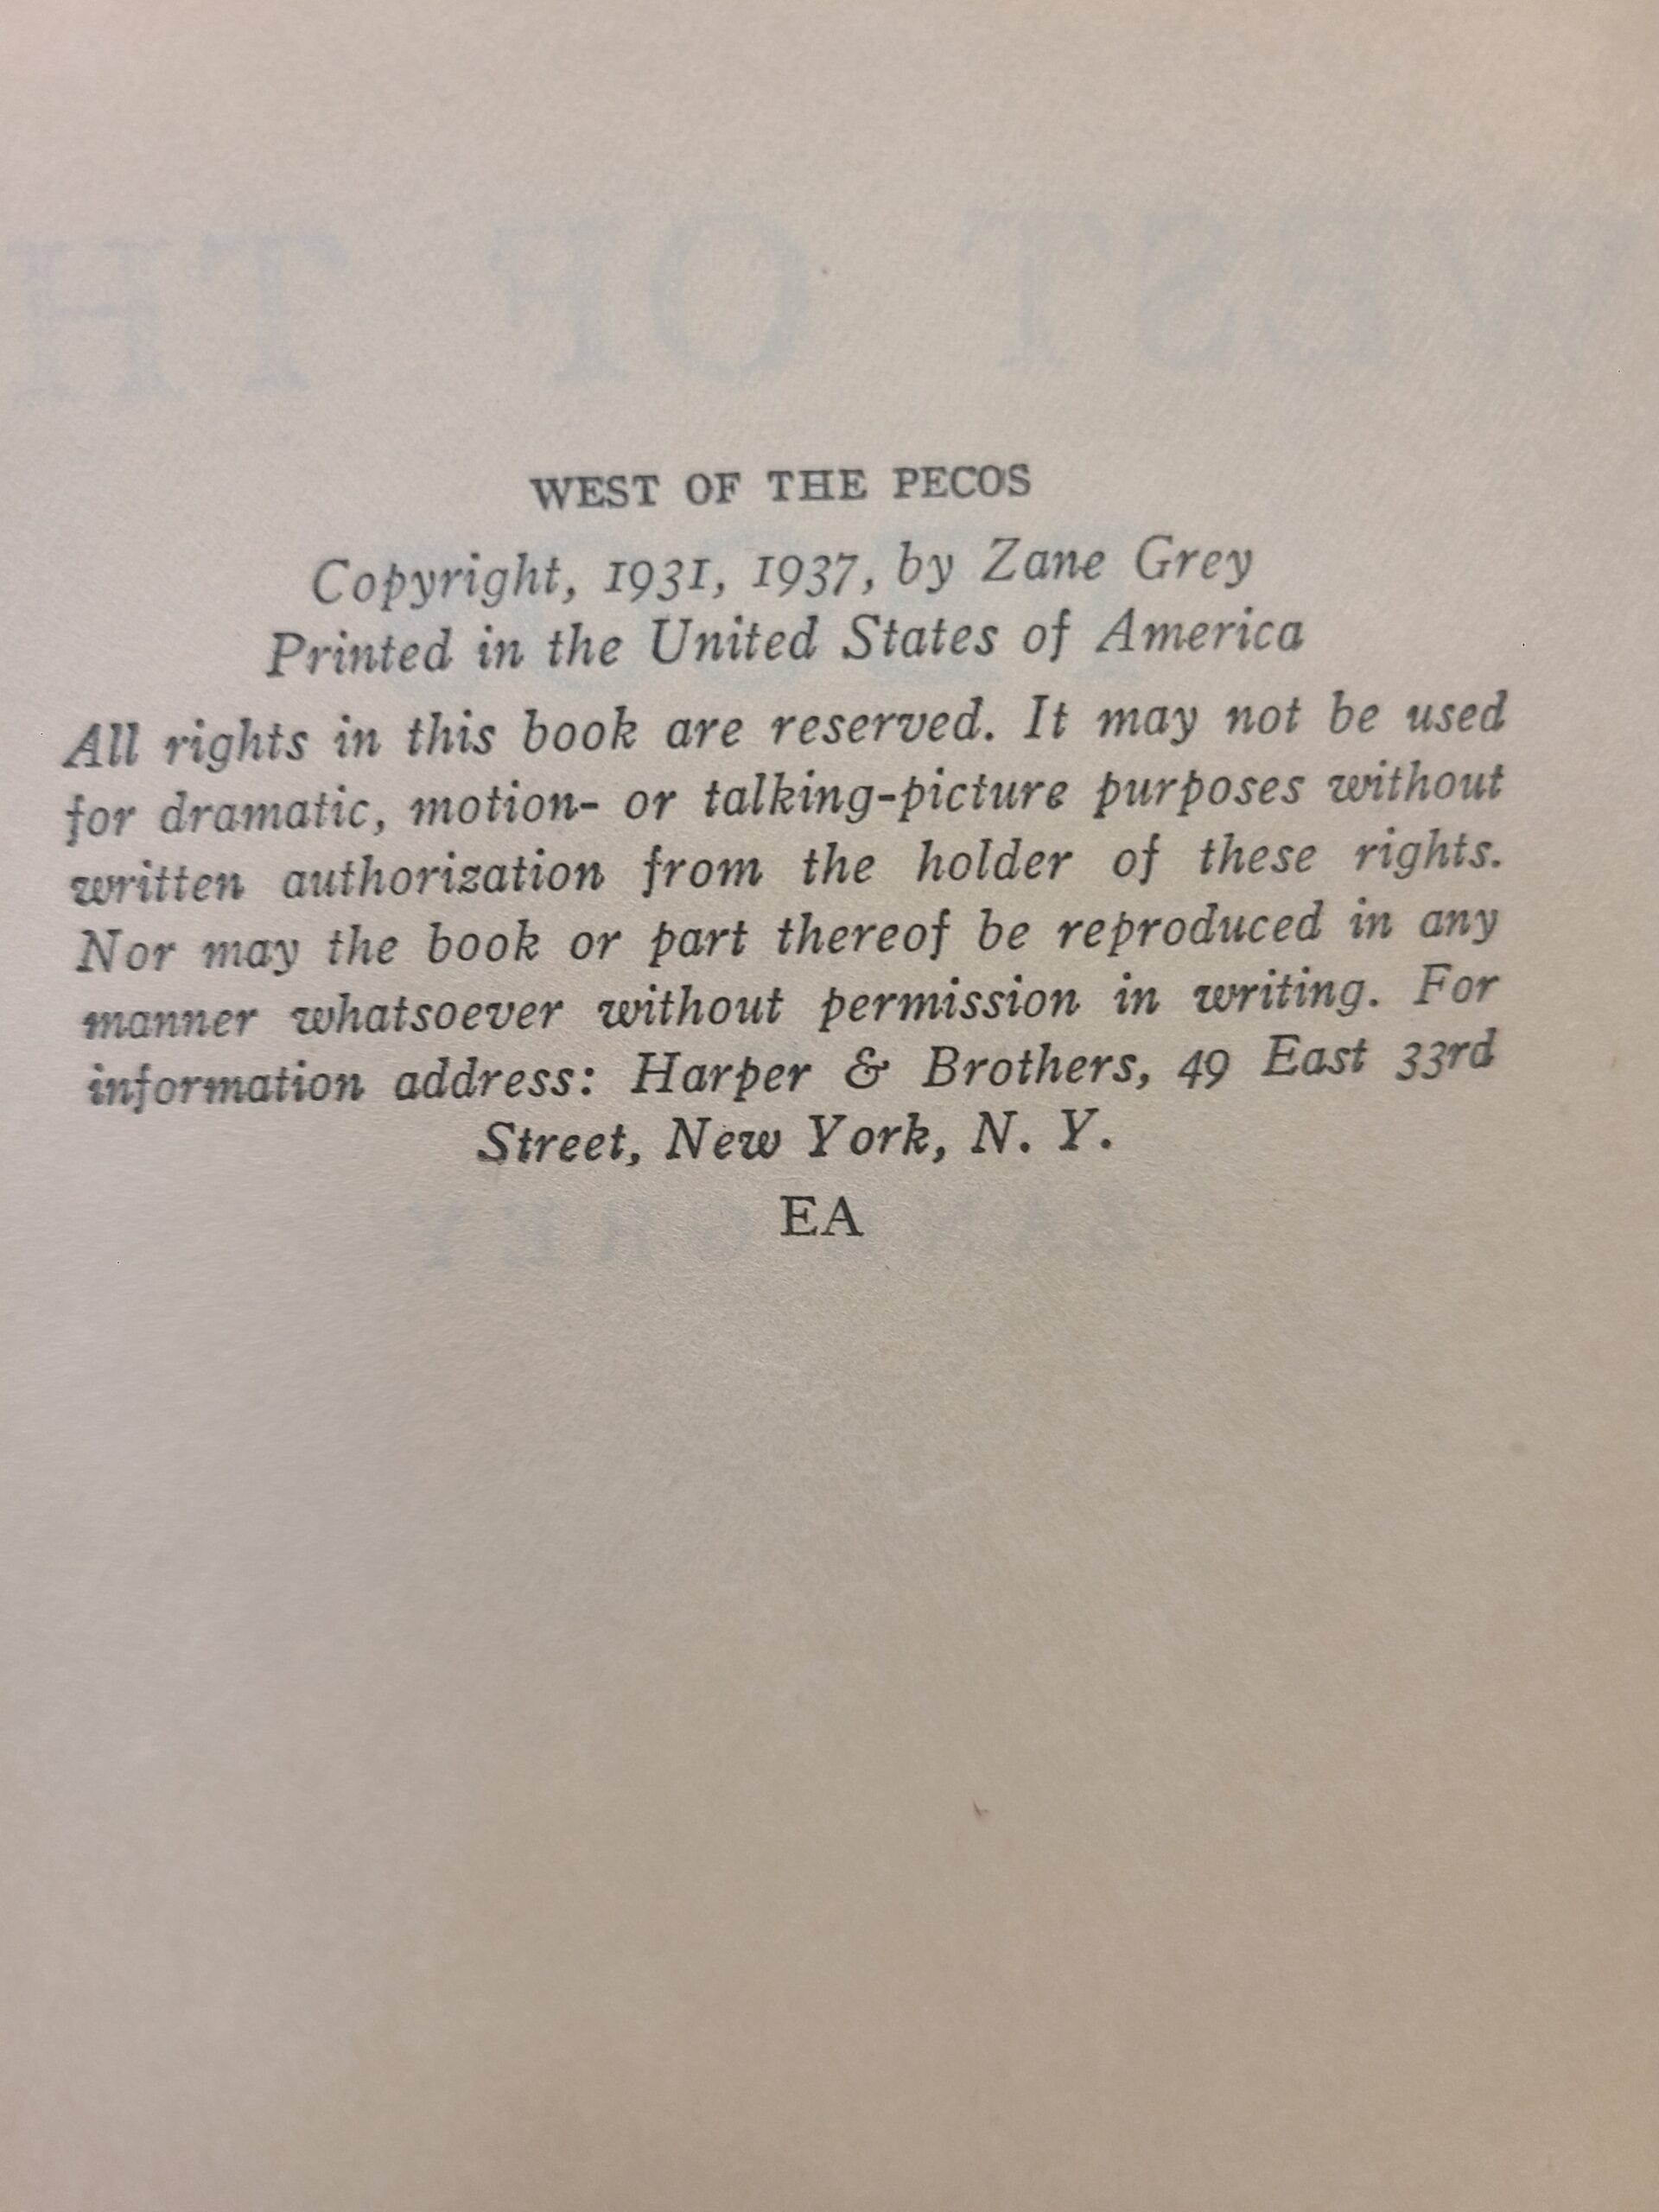 WEST OF THE PECOS
Copyright, 1931, 1937, by Zane Grey
Printed in the United States of America
All rights in this book are reserved. It may not be used
for dramatic, motion- or talking-picture purposes without
written authorization from the holder of these rights.
Nor may the book or part thereof be reproduced in any
manner whatsoever without permission in writing. For
information address: Harper & Brothers, 49 East 33rd
Street, New York, N. Y.
EA